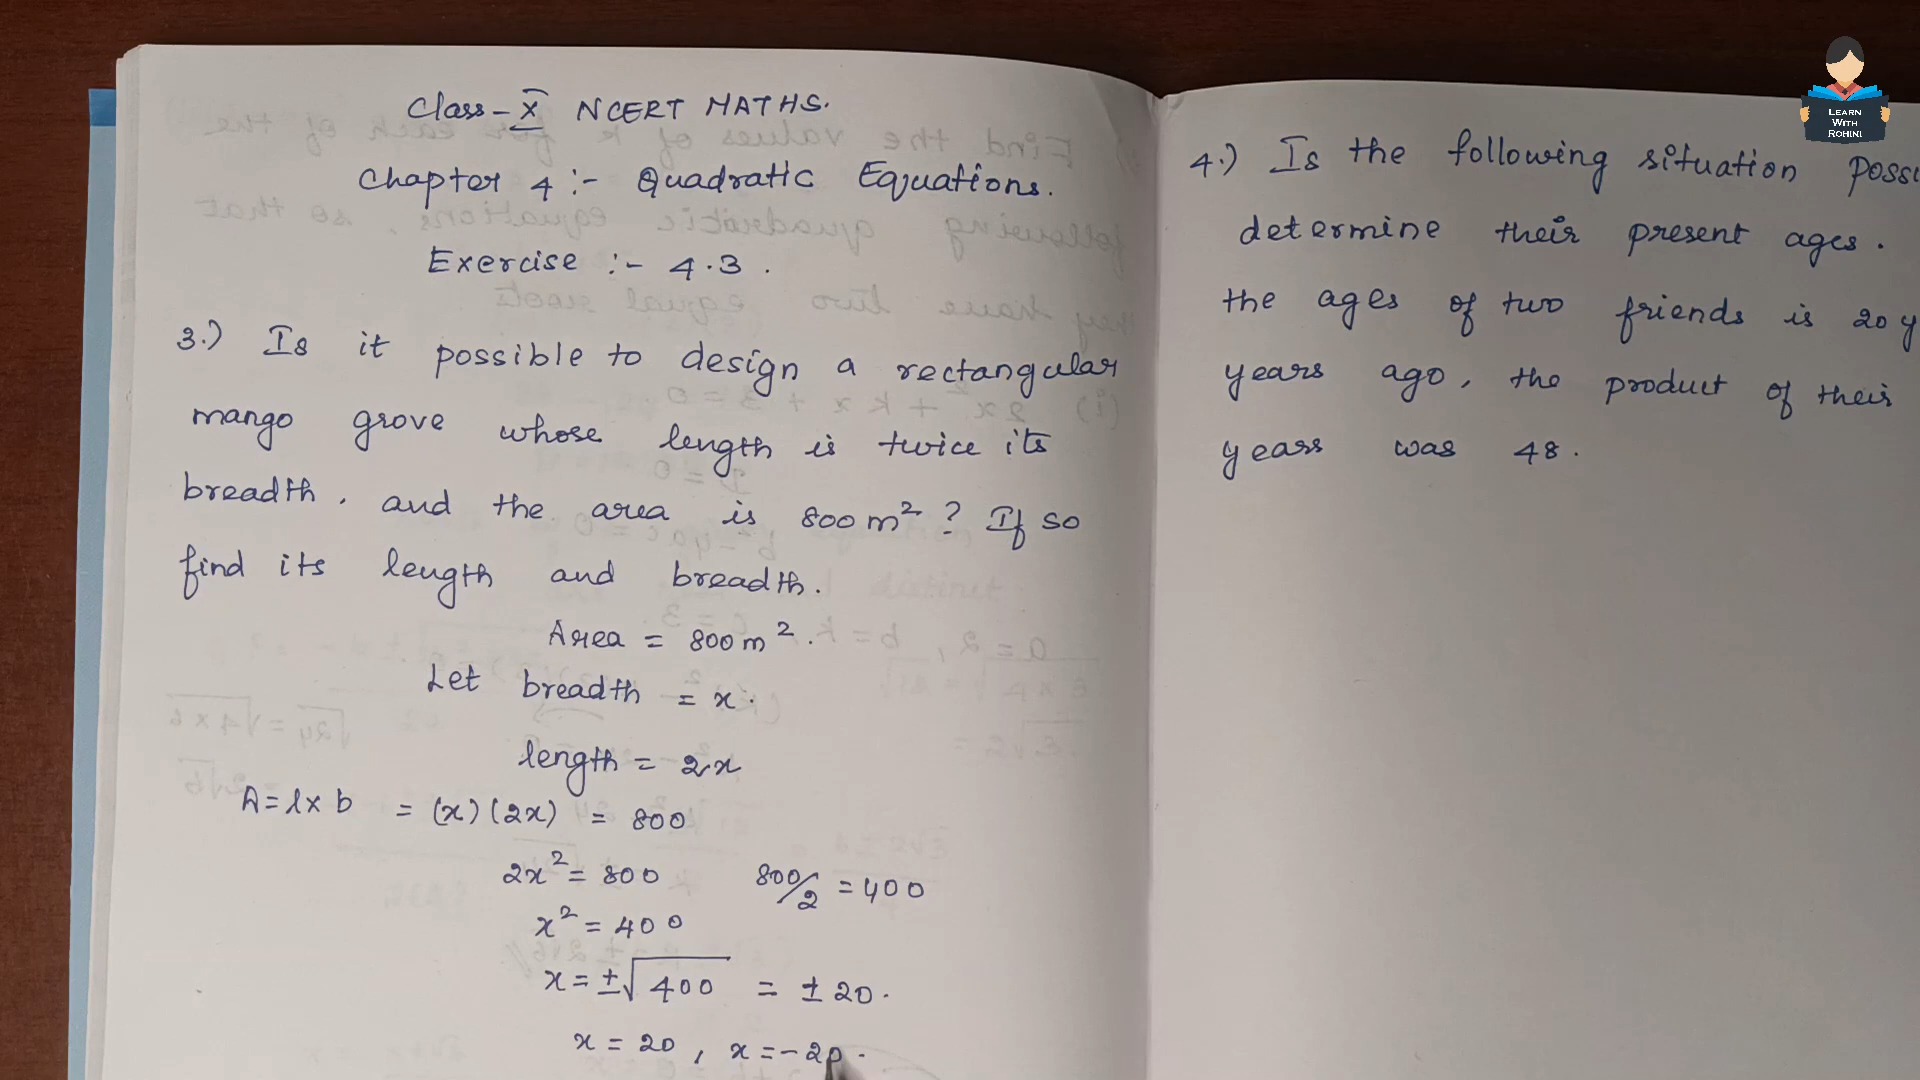 Class-X NCERT MATHS.
Chapter 4 :- Quadratic Equations.
Exercise :- 4.3.
3.) Is it possible to design a rectangular
mango grove whose length is twice its
breadth, and the area is 800m² ? If so
find its length and breadth.
Area = 800m².
Let breadth = x.
length = 2x
A = l x b = (x) (2x) = 800
2x² = 800 800/2 = 400
x² = 400
x = ±√400 = ± 20.
x = 20 , x = -20.
4.) Is the following situation
determine their present ages.
the ages of two friends is 20
years ago, the product of their
years was 48.
LEARN
WITH
ROHINI